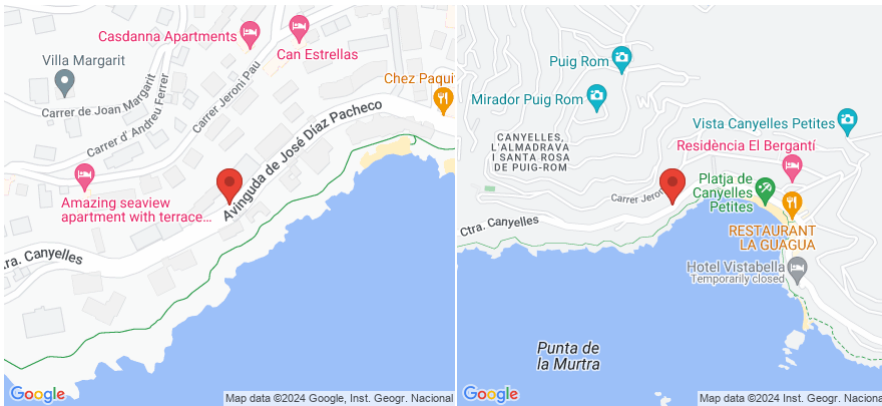 Casdanna Apartments
Can Estrellas
Villa Margarit
Chez Paqui
Carrer de Joan Margarit
Carrer d'Andreu Ferrer
Carrer Jeroni Pau
Avinguda de José Díaz Pacheco
Amazing seaview
apartment with terrace...
Ctra. Canyelles
Google
Map data ©2024 Google, Inst. Geogr. Nacional
Puig Rom
Mirador Puig Rom
Vista Canyelles Petites
CANYELLES,
L'ALMADRAVA
I SANTA ROSA
DE PUIG-ROM
Residència El Bergantí
Platja de
Canyelles
Petites
Carrer Jero
Ctra. Canyelles
RESTAURANT
LA GUAGUA
Hotel Vistabella
Temporarily closed
Punta de
la Murtra
Google
Map data ©2024 Google, Inst. Geogr. Nacional